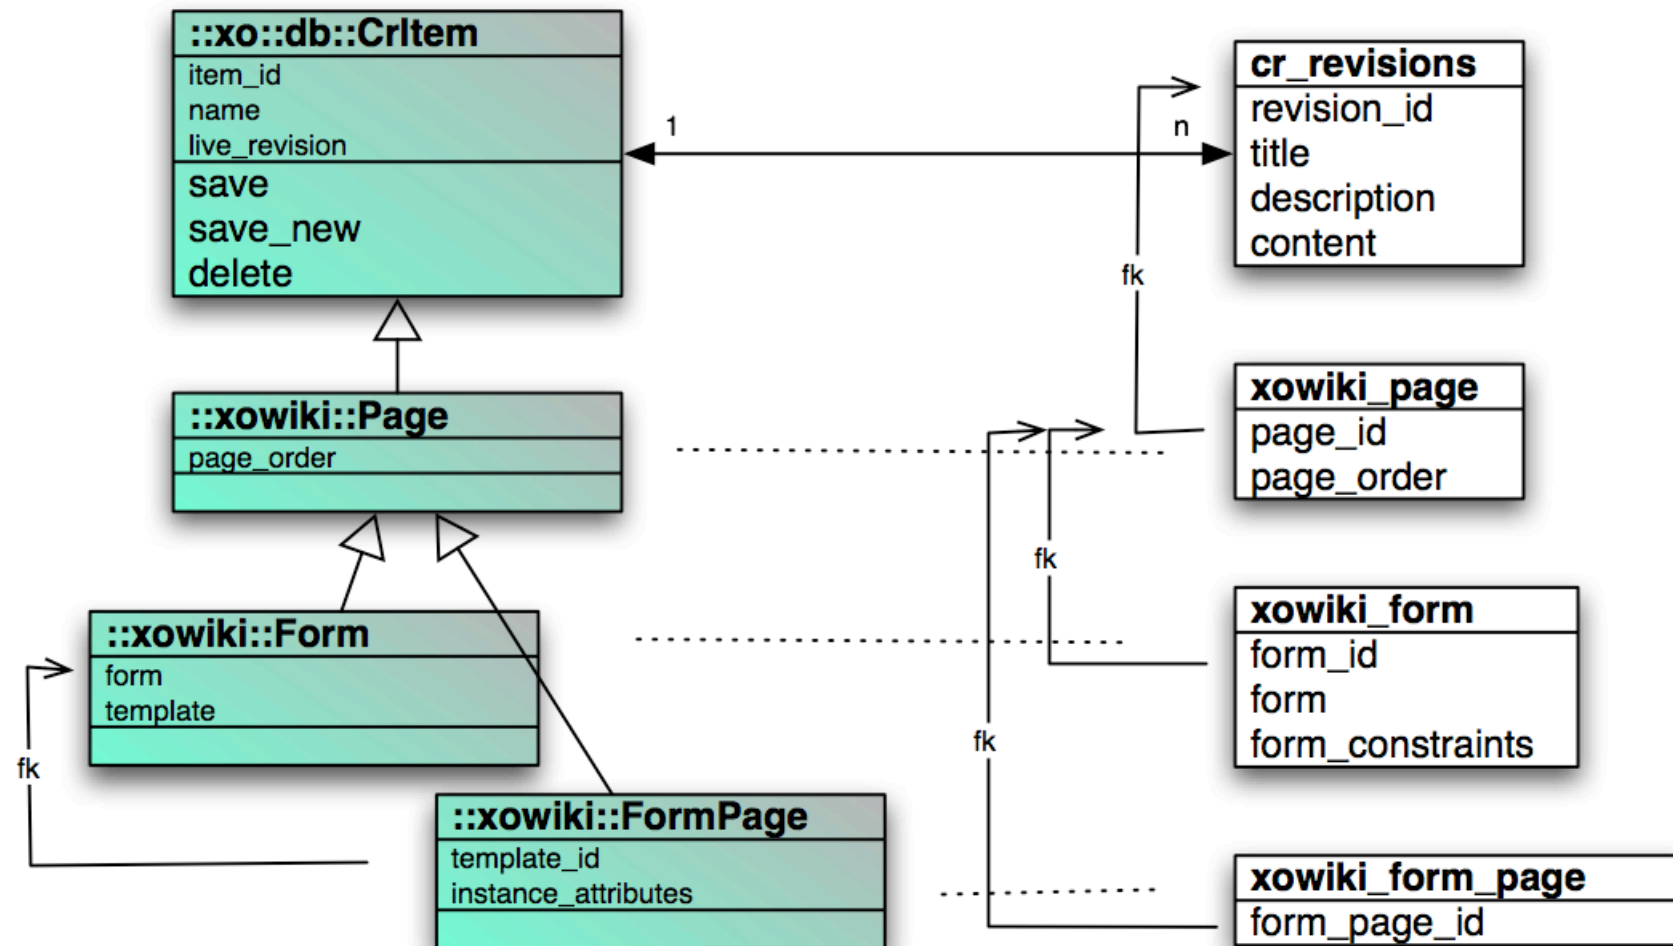 ::xo::db::CrItem
item_id
name
live_revision
save
save_new
delete
1
n
cr_revisions
revision_id
title
description
content
fk
::xowiki::Page
page_order
xowiki_page
page_id
page_order
fk
::xowiki::Form
form
template
fk
xowiki_form
form_id
form
form_constraints
fk
::xowiki::FormPage
template_id
instance_attributes
xowiki_form_page
form_page_id